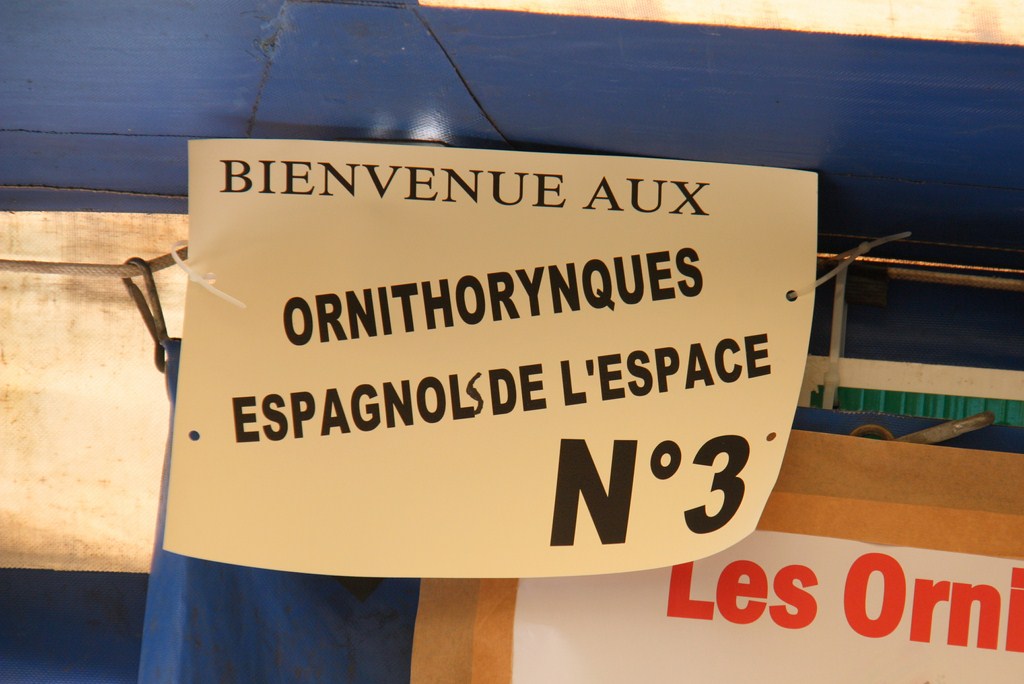 BIENVENUE AUX
ORNITHORYNQUES
ESPAGNOLS DE L'ESPACE
N°3
Les Orni